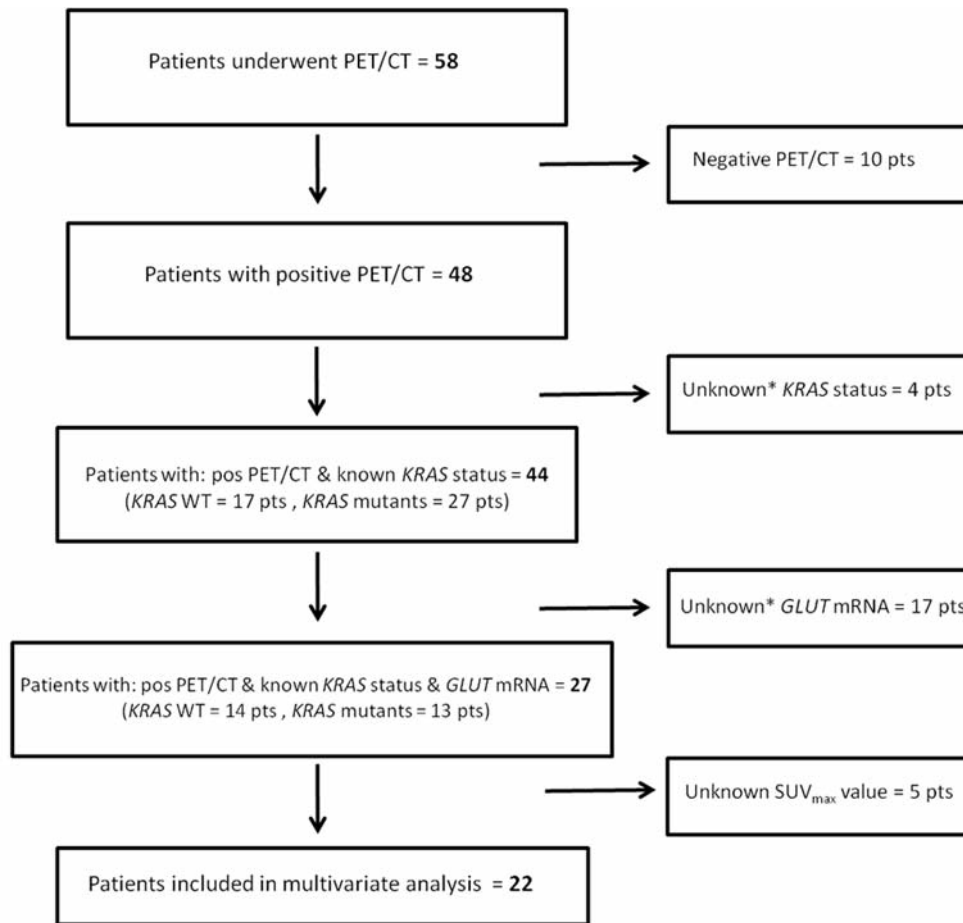 Patients underwent PET/CT = 58
Negative PET/CT = 10 pts
Patients with positive PET/CT = 48
Unknown* KRAS status = 4 pts
Patients with: pos PET/CT & known KRAS status = 44
(KRAS WT = 17 pts , KRAS mutants = 27 pts)
Unknown* GLUT mRNA = 17 pts
Patients with: pos PET/CT & known KRAS status & GLUT mRNA = 27
(KRAS WT = 14 pts , KRAS mutants = 13 pts)
Unknown SUVmax value = 5 pts
Patients included in multivariate analysis = 22